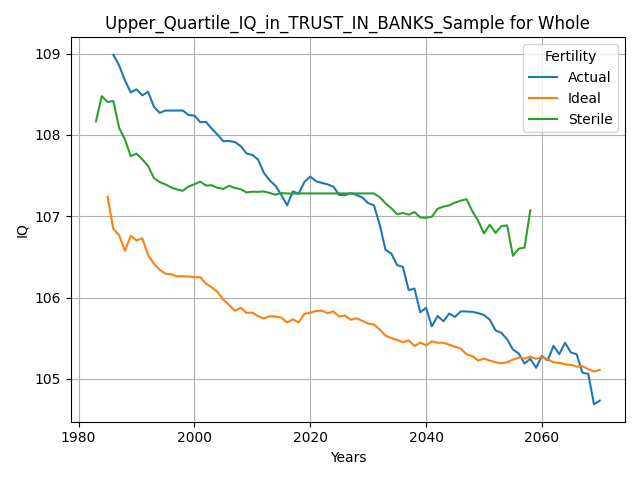 Upper_Quartile_IQ_in_TRUST_IN_BANKS_Sample for Whole
109
108
107
106
105
IQ
1980
2000
2020
2040
2060
Years
Fertility
Actual
Ideal
Sterile